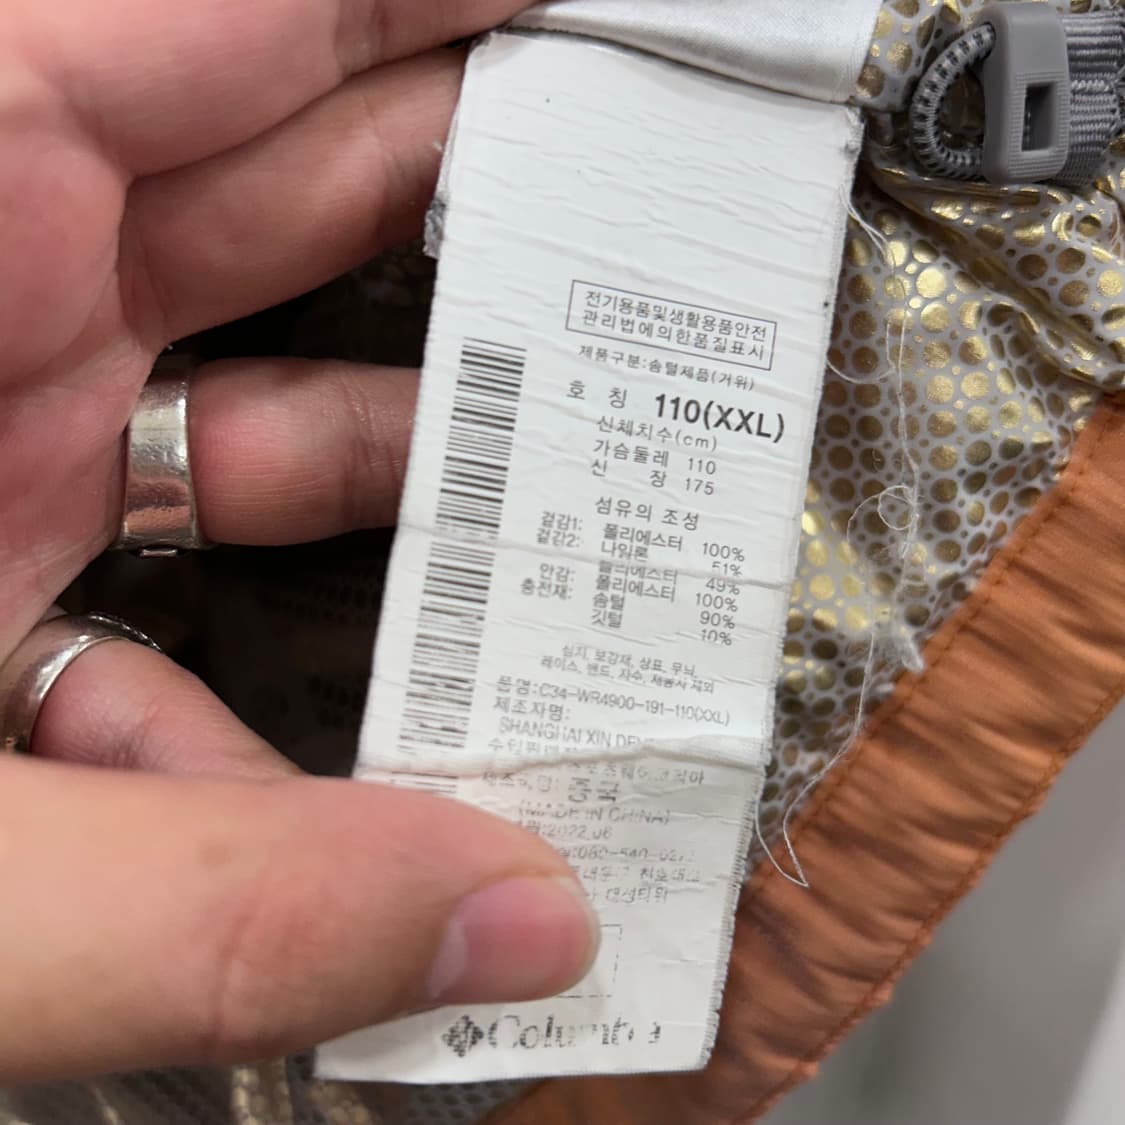 전기용품및생활용품안전
관리법에의한품질표시
제품구분:솜털제품(거위)
호 칭 110(XXL)
신체치수(cm)
가슴둘레 110
신 장 175
섬유의 조성
겉감1: 폴리에스터 100%
겉감2: 나일론 51%
폴리에스터 49%
안감: 폴리에스터 100%
충전재: 솜털 90%
깃털 10%
심지, 보강재, 상표, 무늬,
레이스, 밴드, 자수, 재봉사 제외
품명:C34-WR4900-191-110(XXL)
제조자명:
SHANGHAI XIN
중국
(MADE IN CHINA)
대성타워
Columbia